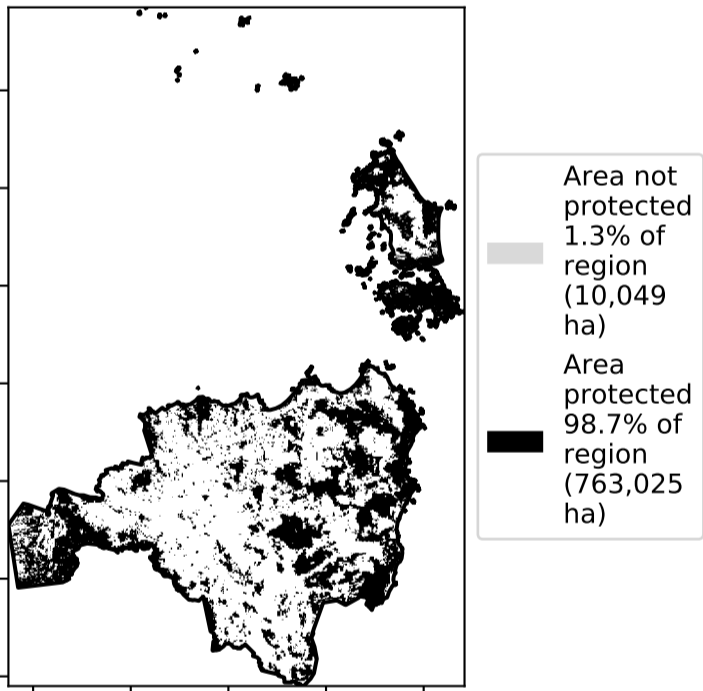 Area not
protected
1.3% of
region
(10,049
ha)
Area
protected
98.7% of
region
(763,025
ha)